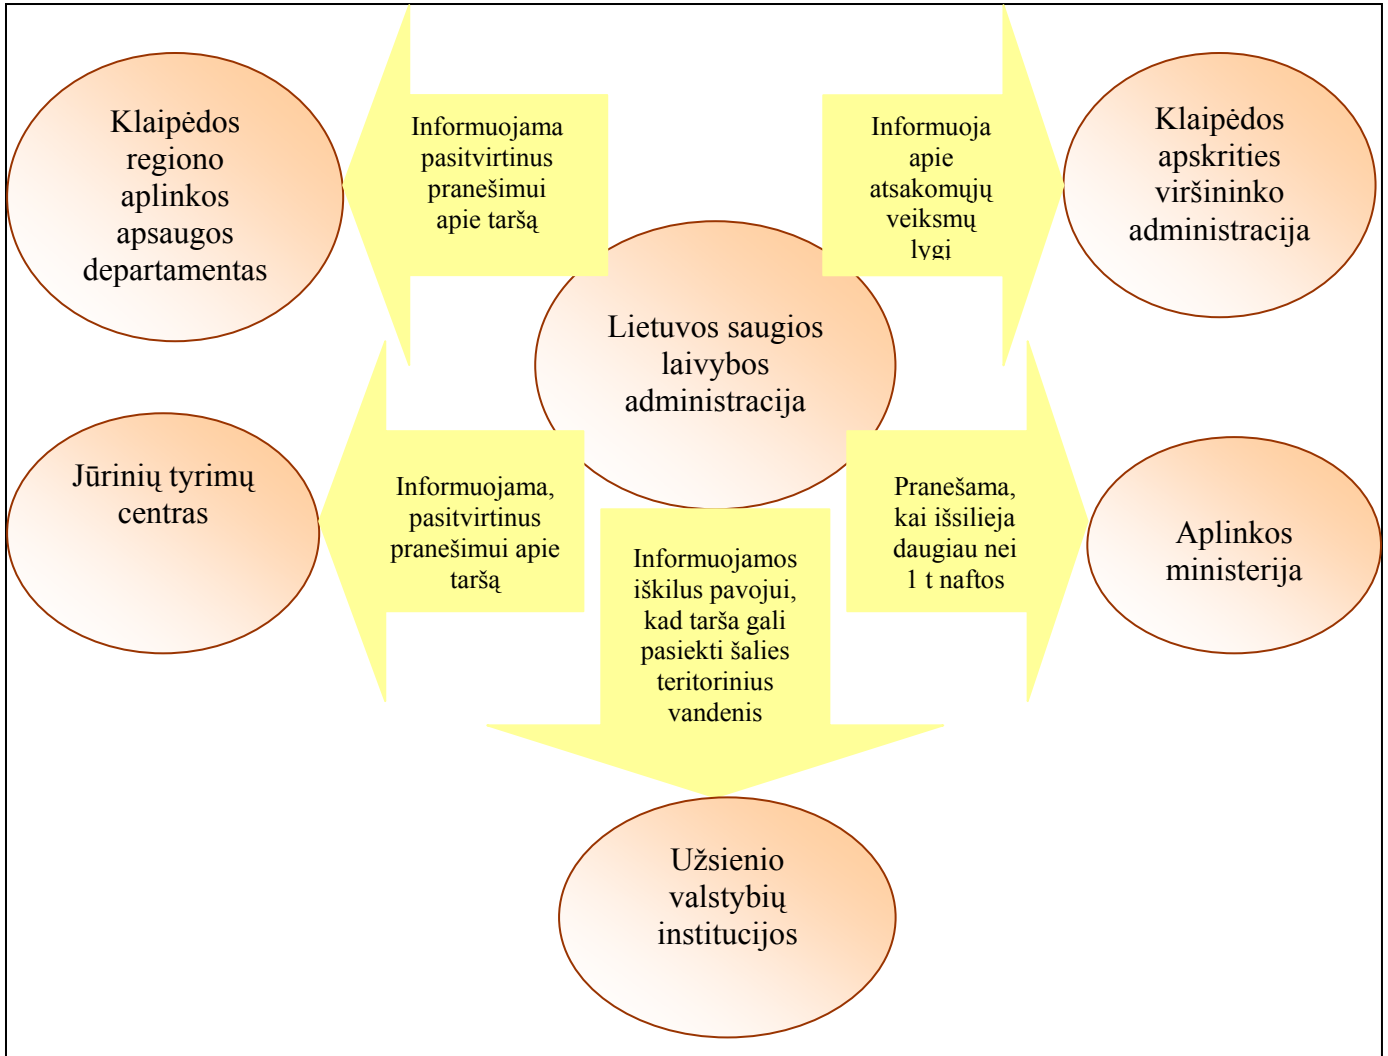 Klaipėdos
regiono
aplinkos
apsaugos
departamentas
Informuojama
pasitvirtinus
pranešimui
apie taršą
Informuoja
apie
atsakomųjų
veiksmų
lygį
Klaipėdos
apskrities
viršininko
administracija
Lietuvos saugios
laivybos
administracija
Jūrinių tyrimų
centras
Informuojama,
pasitvirtinus
pranešimui apie
taršą
Informuojamos
iškilus pavojui,
kad tarša gali
pasiekti šalies
teritorinius
vandenis
Pranešama,
kai išsilieja
daugiau nei
1 t naftos
Aplinkos
ministerija
Užsienio
valstybių
institucijos